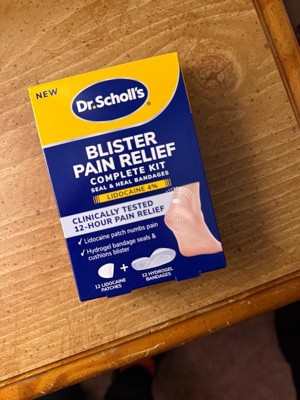 NEW
Dr. Scholl's
BLISTER
PAIN RELIEF
COMPLETE KIT
SEAL & HEAL BANDAGES
LIDOCAINE 4%
CLINICALLY TESTED
12-HOUR PAIN RELIEF
Lidocaine patch numbs pain
Hydrogel bandage seals &
cushions blister
12 LIDOCAINE
PATCHES
+
12 HYDROGEL
BANDAGES